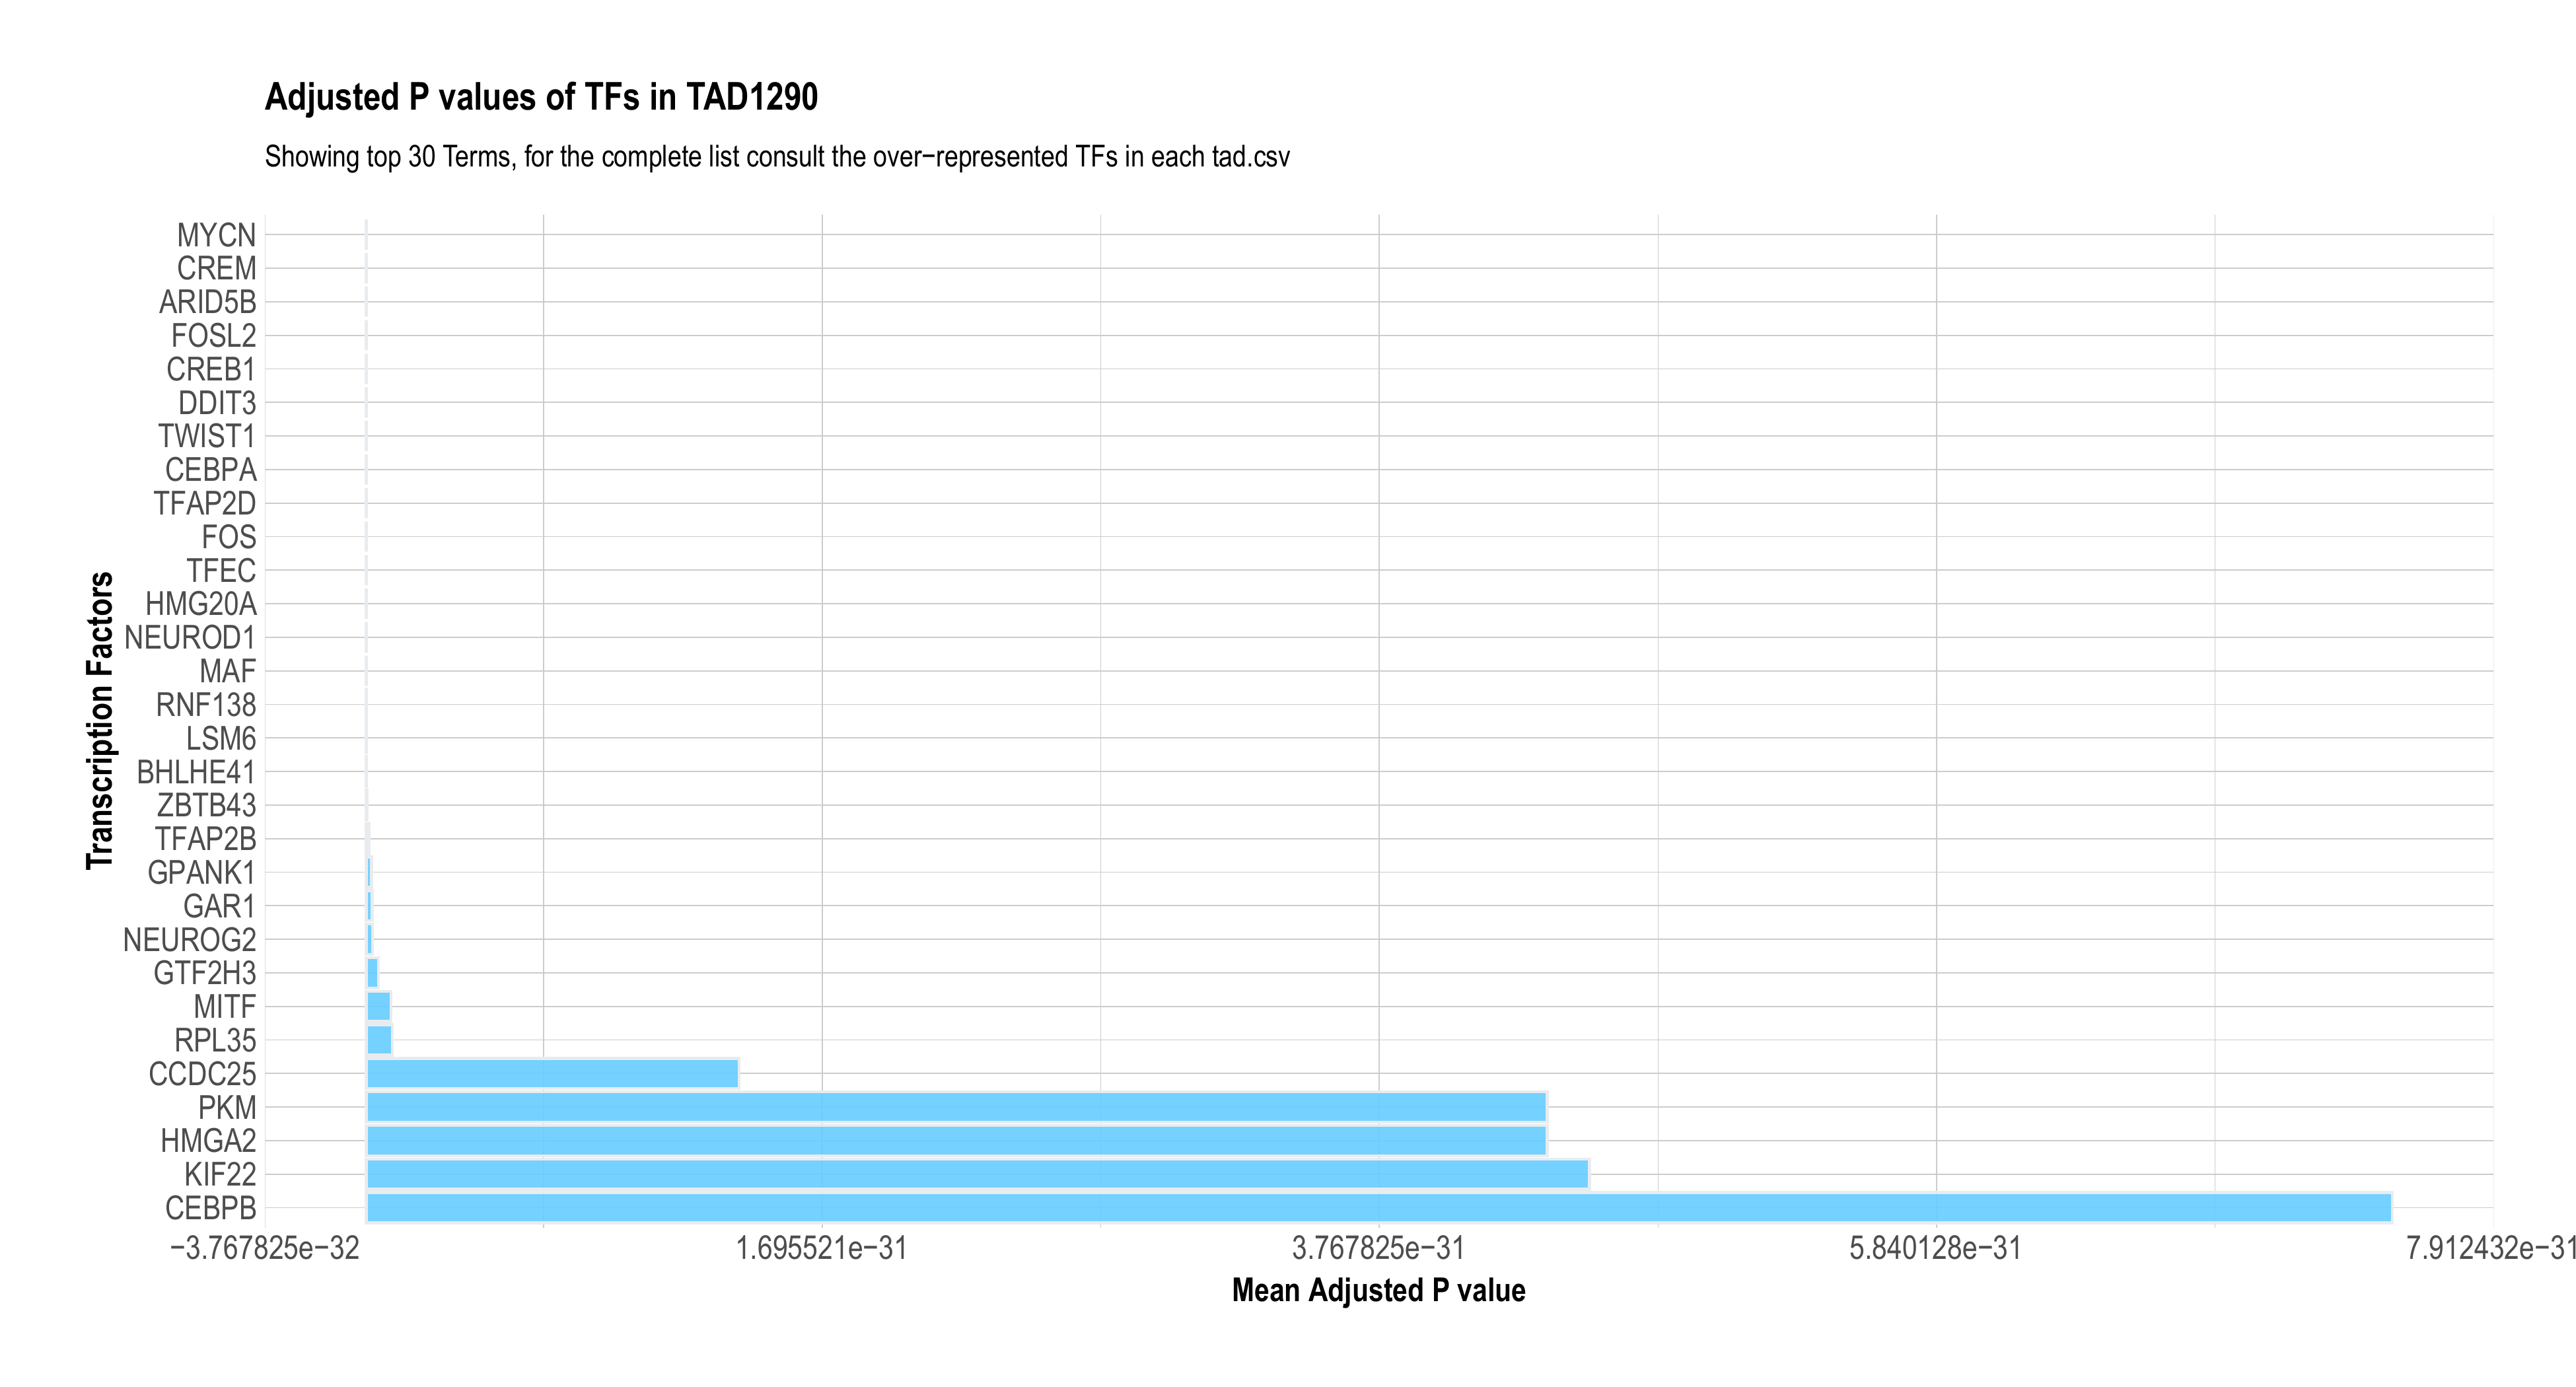 Adjusted P values of TFs in TAD1290
Showing top 30 Terms, for the complete list consult the over−represented TFs in each tad.csv
Transcription Factors
MYCN
CREM
ARID5B
FOSL2
CREB1
DDIT3
TWIST1
CEBPA
TFAP2D
FOS
TFEC
HMG20A
NEUROD1
MAF
RNF138
LSM6
BHLHE41
ZBTB43
TFAP2B
GPANK1
GAR1
NEUROG2
GTF2H3
MITF
RPL35
CCDC25
PKM
HMGA2
KIF22
CEBPB
−3.767825e−32 1.695521e−31 3.767825e−31 5.840128e−31 7.912432e−31
Mean Adjusted P value